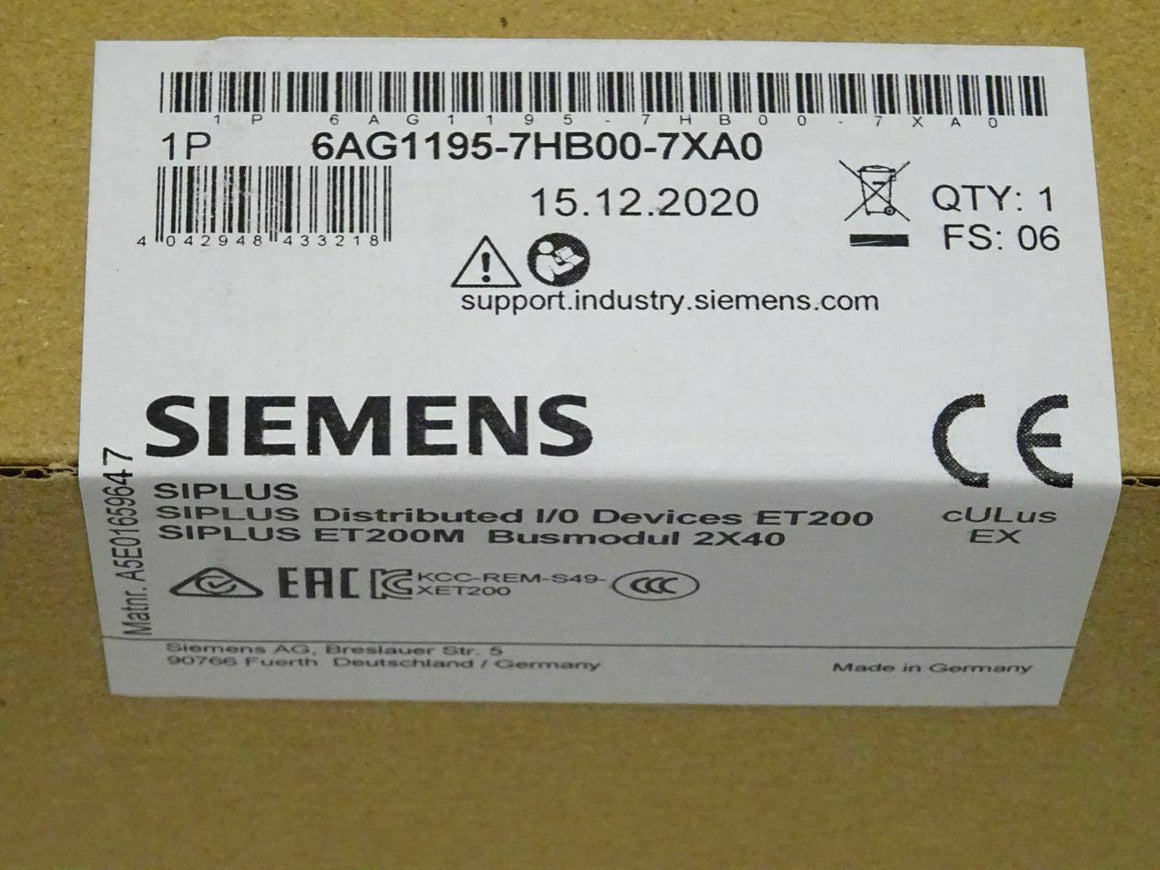 1P 6AG1195-7HB00-7XA0
1P 6AG1195-7HB00-7XA0
4 042948 433218
15.12.2020
QTY: 1
FS: 06
support.industry.siemens.com
SIEMENS
CE
Matnr. A5E01659647
SIPLUS
SIPLUS Distributed I/0 Devices ET200
SIPLUS ET200M Busmodul 2X40
cULus
EX
EAC
KCC-REM-S49-
XET200
CCC
Siemens AG, Breslauer Str. 5
90766 Fuerth Deutschland / Germany
Made in Germany